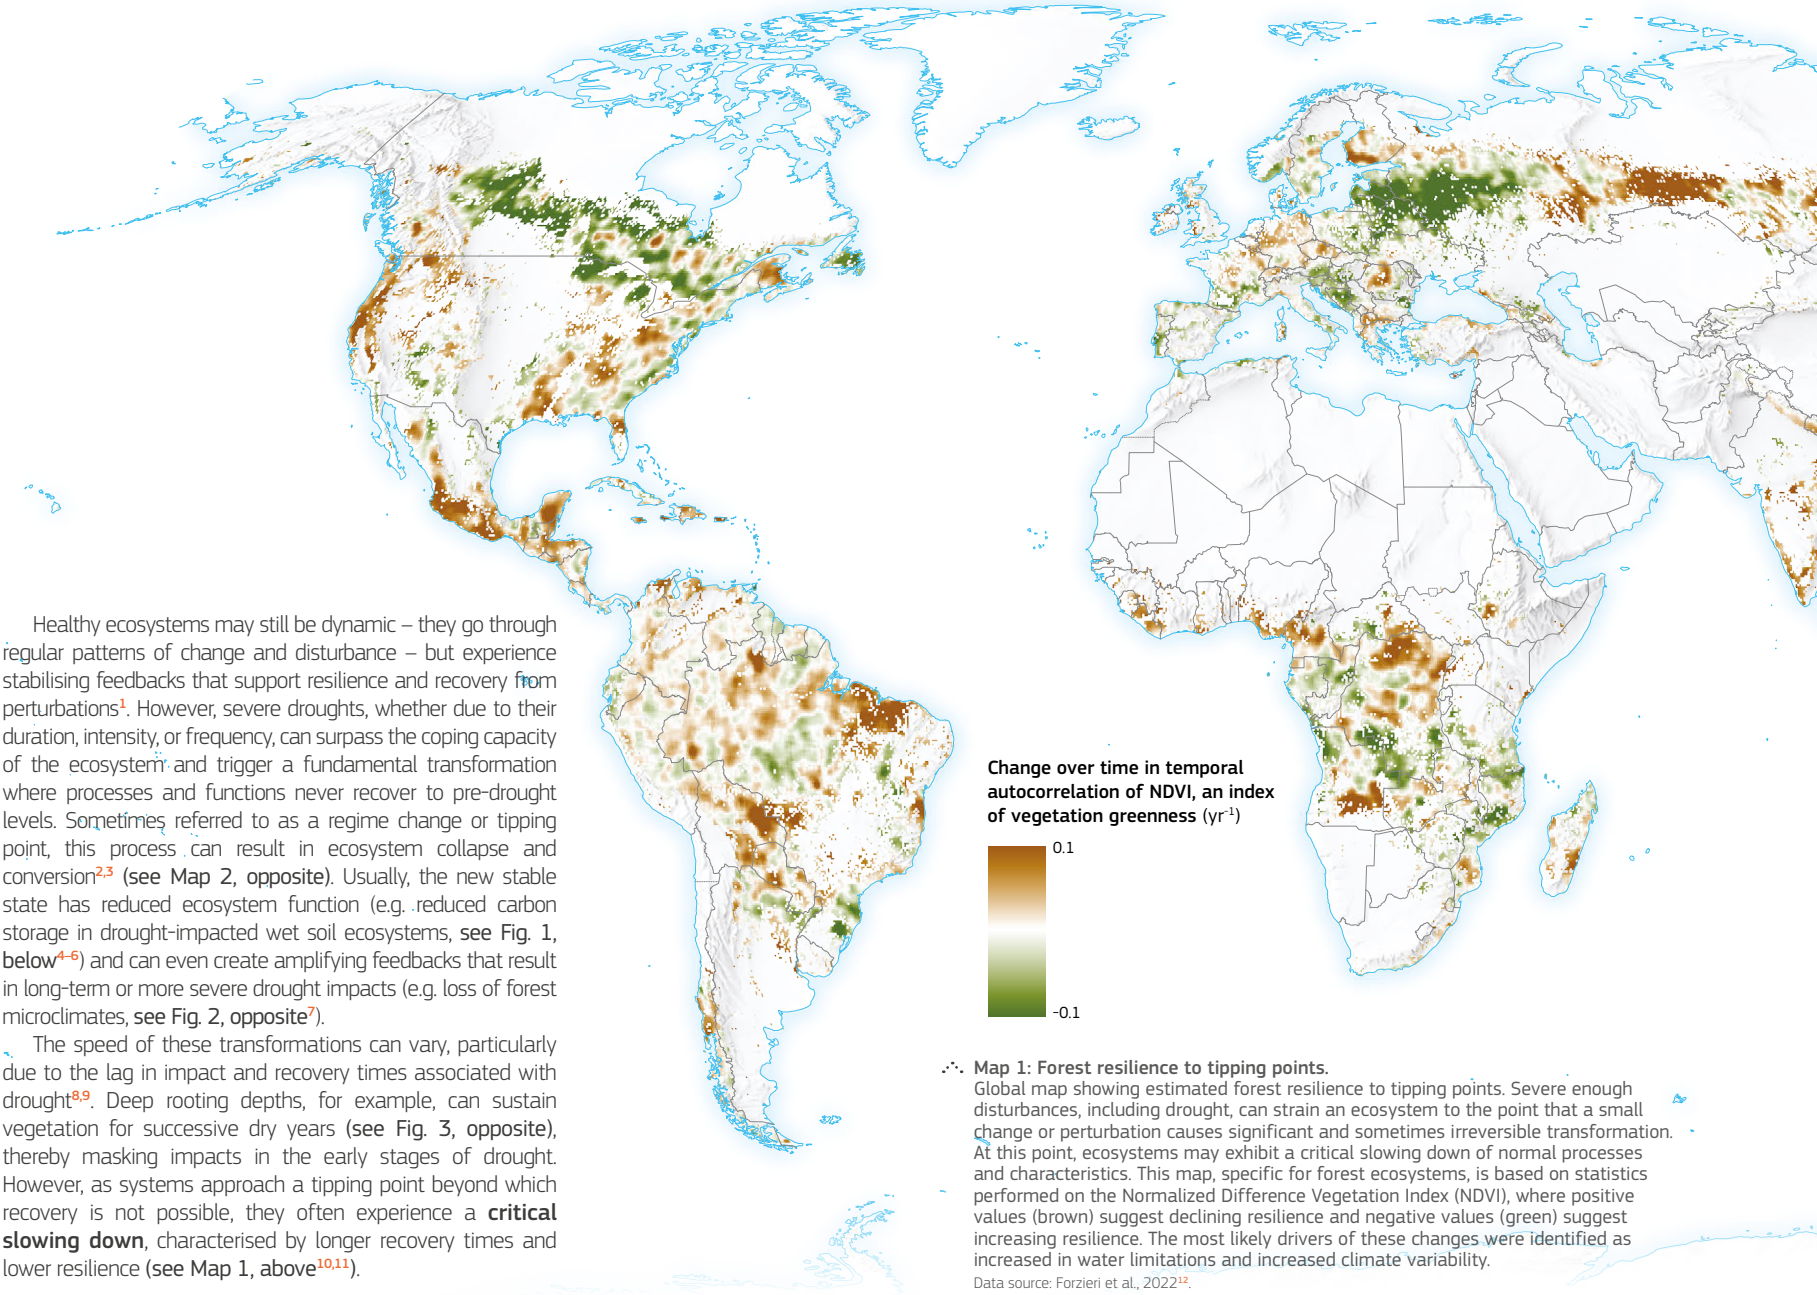 Healthy ecosystems may still be dynamic – they go through
regular patterns of change and disturbance – but experience
stabilising feedbacks that support resilience and recovery from
perturbations1. However, severe droughts, whether due to their
duration, intensity, or frequency, can surpass the coping capacity
of the ecosystem and trigger a fundamental transformation
where processes and functions never recover to pre-drought
levels. Sometimes referred to as a regime change or tipping
point, this process can result in ecosystem collapse and
conversion2,3 (see Map 2, opposite). Usually, the new stable
state has reduced ecosystem function (e.g. reduced carbon
storage in drought-impacted wet soil ecosystems, see Fig. 1,
below4-6) and can even create amplifying feedbacks that result
in long-term or more severe drought impacts (e.g. loss of forest
microclimates, see Fig. 2, opposite7).
The speed of these transformations can vary, particularly
due to the lag in impact and recovery times associated with
drought8,9. Deep rooting depths, for example, can sustain
vegetation for successive dry years (see Fig. 3, opposite),
thereby masking impacts in the early stages of drought.
However, as systems approach a tipping point beyond which
recovery is not possible, they often experience a critical
slowing down, characterised by longer recovery times and
lower resilience (see Map 1, above10,11).
Change over time in temporal
autocorrelation of NDVI, an index
of vegetation greenness (yr-1)
0.1
-0.1
Map 1: Forest resilience to tipping points.
Global map showing estimated forest resilience to tipping points. Severe enough
disturbances, including drought, can strain an ecosystem to the point that a small
change or perturbation causes significant and sometimes irreversible transformation.
At this point, ecosystems may exhibit a critical slowing down of normal processes
and characteristics. This map, specific for forest ecosystems, is based on statistics
performed on the Normalized Difference Vegetation Index (NDVI), where positive
values (brown) suggest declining resilience and negative values (green) suggest
increasing resilience. The most likely drivers of these changes were identified as
increased in water limitations and increased climate variability.
Data source: Forzieri et al., 202212.